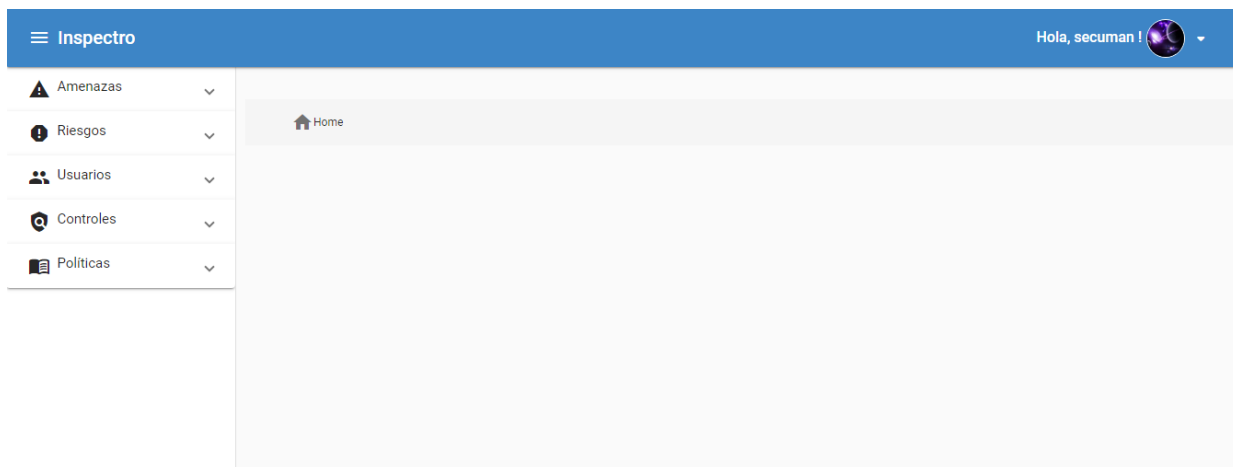 Inspectro
Hola, secuman !
Amenazas
Riesgos
Usuarios
Controles
Políticas
Home